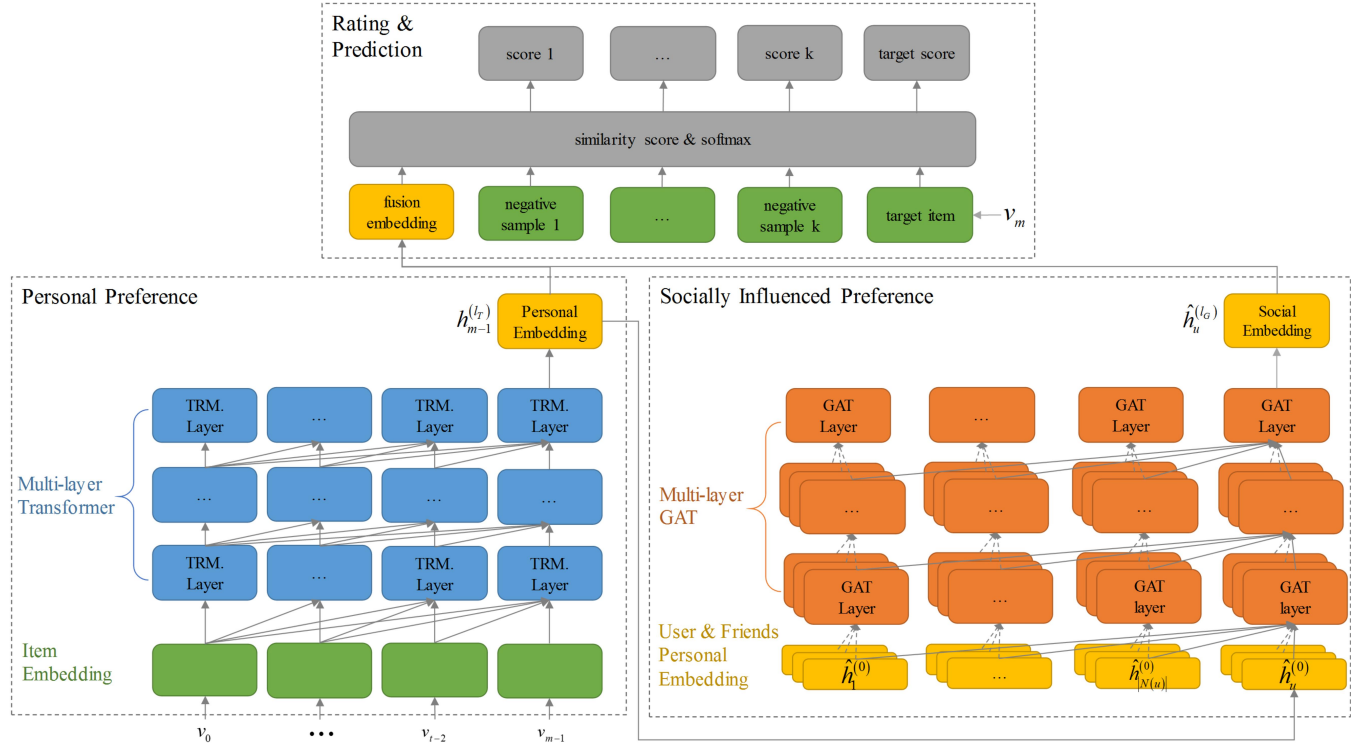 Rating &
Prediction
score 1
…
score k
target score
similarity score & softmax
fusion
embedding
negative
sample 1
…
negative
sample k
target item
v_m
Personal Preference
h_{m-1}^{(l_T)}
Personal
Embedding
TRM.
Layer
…
TRM.
Layer
TRM.
Layer
Multi-layer
Transformer
…
…
…
…
TRM.
Layer
…
TRM.
Layer
TRM.
Layer
Item
Embedding
v_0
…
v_{t-2}
v_{m-1}
Socially Influenced Preference
ĥ_u^{(l_G)}
Social
Embedding
GAT
Layer
…
GAT
Layer
GAT
Layer
Multi-layer
GAT
…
…
…
…
GAT
Layer
…
GAT
layer
GAT
layer
User & Friends
Personal
Embedding
ĥ_1^{(0)}
…
ĥ_{|N(u)|}^{(0)}
ĥ_u^{(0)}